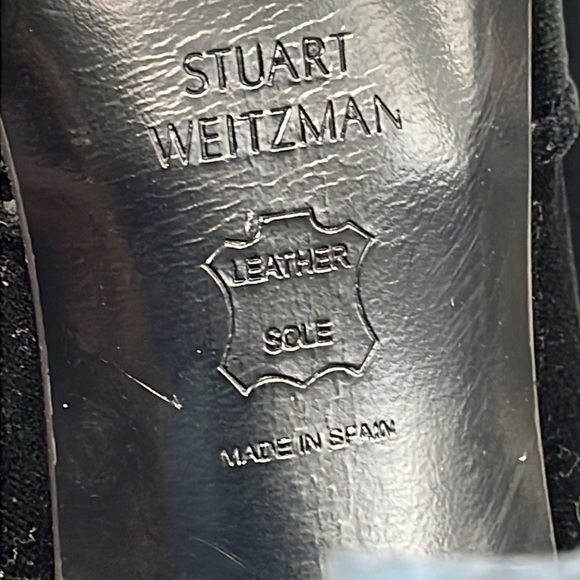 STUART
WEITZMAN
LEATHER
SOLE
MADE IN SPAIN